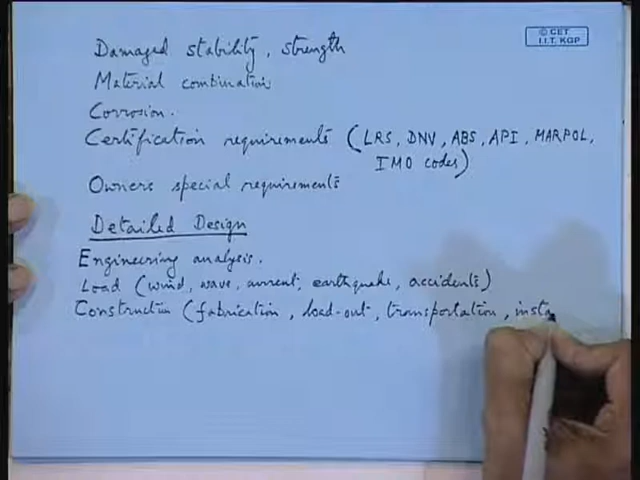 © CET
I.I.T. KGP
Damaged stability, strength
Material combination
Corrosion.
Certification requirements (LRS, DNV, ABS, API, MARPOL,
IMO codes)
Owners special requirements
Detailed Design
Engineering analysis.
Load (wind, wave, current, earthquake, accidents)
Construction (fabrication, load-out, transportation, insta